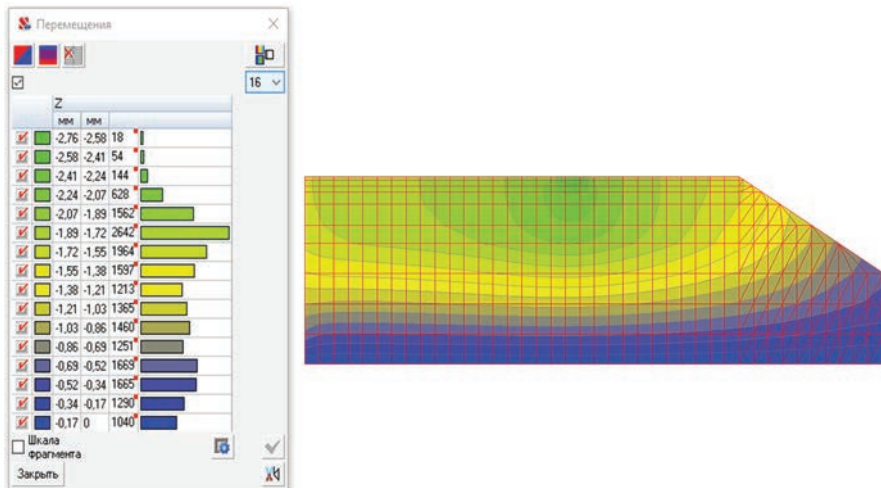 Перемещения
16
Z
мм мм
-2,76 -2,58 18
-2,58 -2,41 54
-2,41 -2,24 144
-2,24 -2,07 628
-2,07 -1,89 1562
-1,89 -1,72 2642
-1,72 -1,55 1964
-1,55 -1,38 1597
-1,38 -1,21 1213
-1,21 -1,03 1365
-1,03 -0,86 1460
-0,86 -0,69 1251
-0,69 -0,52 1669
-0,52 -0,34 1665
-0,34 -0,17 1290
-0,17 0 1040
Шкала
фрагмента
Закрыть